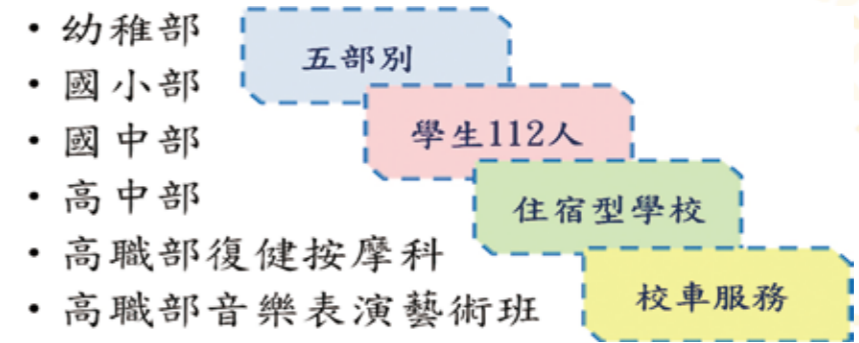 • 幼稚部
• 國小部
• 國中部
• 高中部
• 高職部復健按摩科
• 高職部音樂表演藝術班
五部別
學生112人
住宿型學校
校車服務